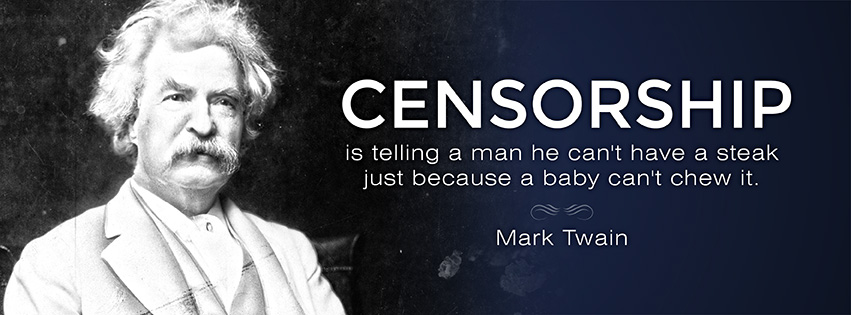 CENSORSHIP
is telling a man he can't have a steak
just because a baby can't chew it.
Mark Twain